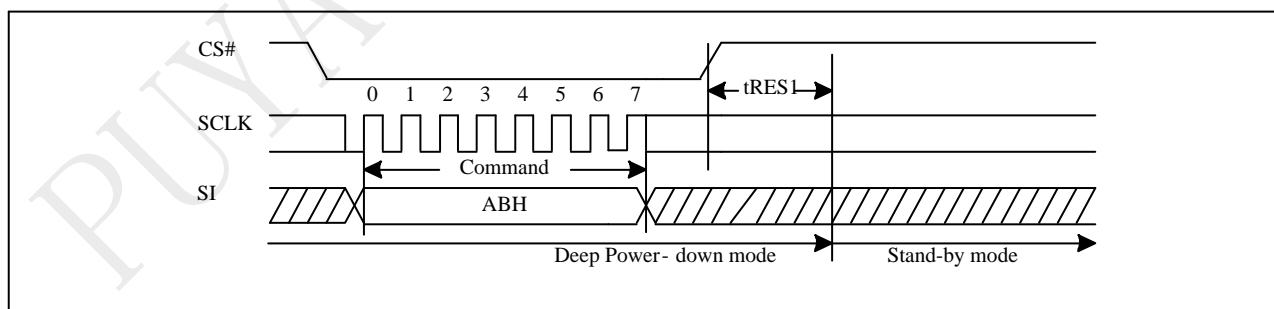 PUYA
CS#
tRES1
0 1 2 3 4 5 6 7
SCLK
Command
SI
ABH
Deep Power- down mode
Stand-by mode